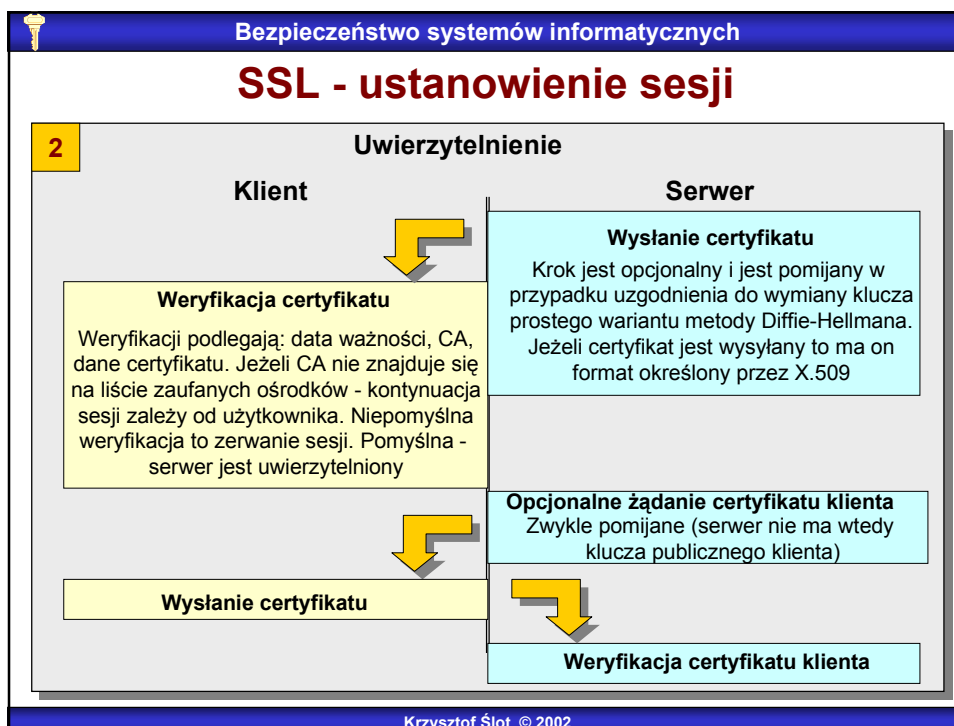 Bezpieczeństwo systemów informatycznych
SSL - ustanowienie sesji
2
Uwierzytelnienie
Klient
Serwer
Wysłanie certyfikatu
Krok jest opcjonalny i jest pomijany w
przypadku uzgodnienia do wymiany klucza
prostego wariantu metody Diffie-Hellmana.
Jeżeli certyfikat jest wysyłany to ma on
format określony przez X.509
Weryfikacja certyfikatu
Weryfikacji podlegają: data ważności, CA,
dane certyfikatu. Jeżeli CA nie znajduje się
na liście zaufanych ośrodków - kontynuacja
sesji zależy od użytkownika. Niepomyślna
weryfikacja to zerwanie sesji. Pomyślna -
serwer jest uwierzytelniony
Opcjonalne żądanie certyfikatu klienta
Zwykle pomijane (serwer nie ma wtedy
klucza publicznego klienta)
Wysłanie certyfikatu
Weryfikacja certyfikatu klienta
Krzysztof Ślot © 2002